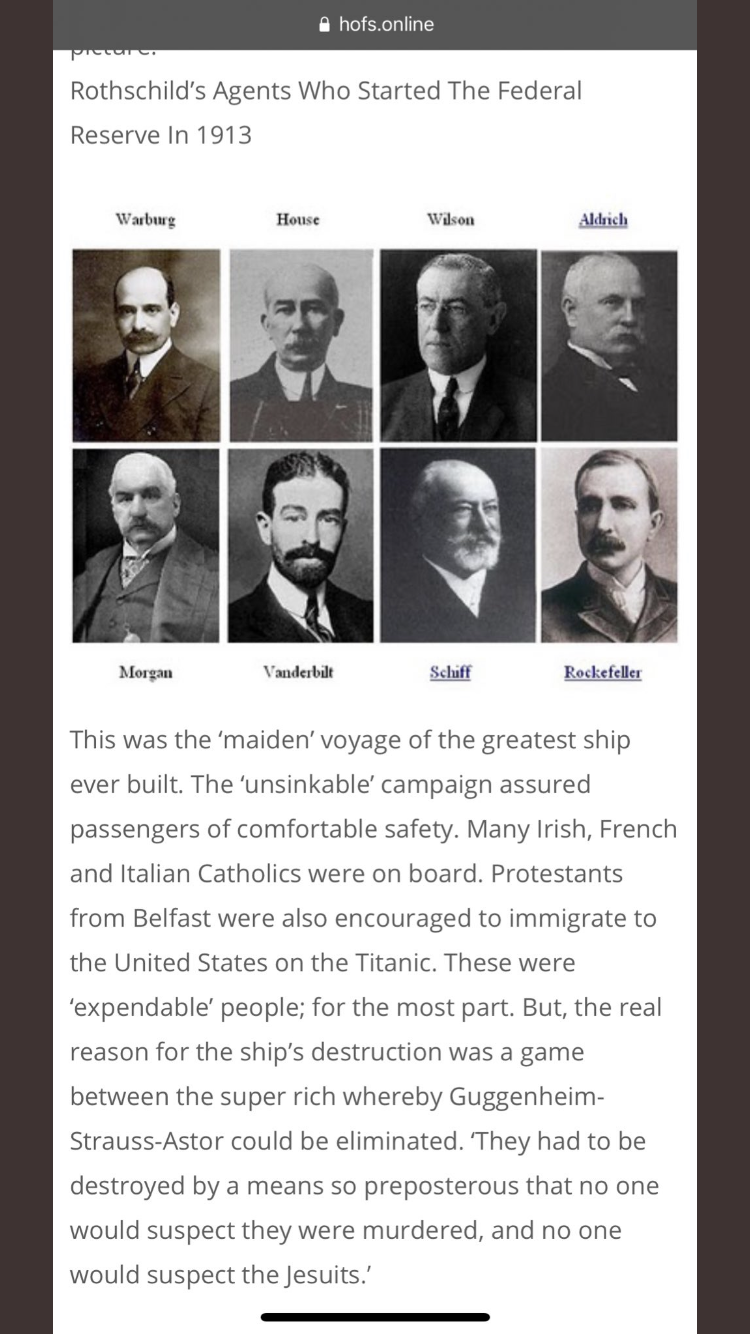 hofs.online
picture.
Rothschild’s Agents Who Started The Federal
Reserve In 1913
Warburg House Wilson Aldrich
Morgan Vanderbilt Schiff Rockefeller
This was the ‘maiden’ voyage of the greatest ship
ever built. The ‘unsinkable’ campaign assured
passengers of comfortable safety. Many Irish, French
and Italian Catholics were on board. Protestants
from Belfast were also encouraged to immigrate to
the United States on the Titanic. These were
‘expendable’ people; for the most part. But, the real
reason for the ship’s destruction was a game
between the super rich whereby Guggenheim-
Strauss-Astor could be eliminated. ‘They had to be
destroyed by a means so preposterous that no one
would suspect they were murdered, and no one
would suspect the Jesuits.’